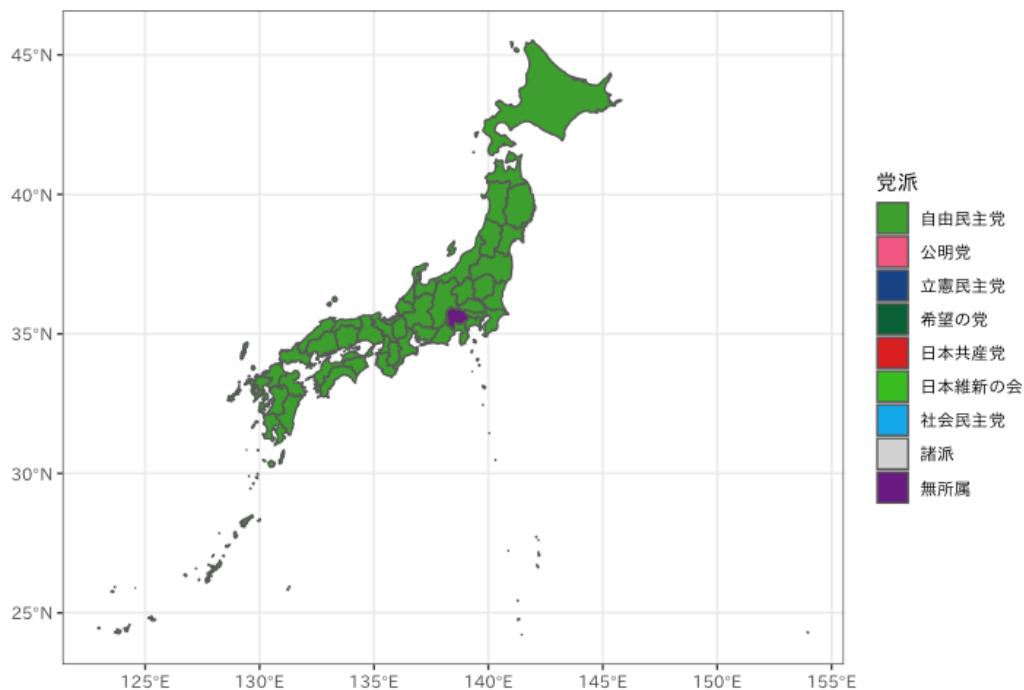 45°N
40°N
35°N
30°N
25°N
125°E 130°E 135°E 140°E 145°E 150°E 155°E
党派
自由民主党
公明党
立憲民主党
希望の党
日本共産党
日本維新の会
社会民主党
諸派
無所属